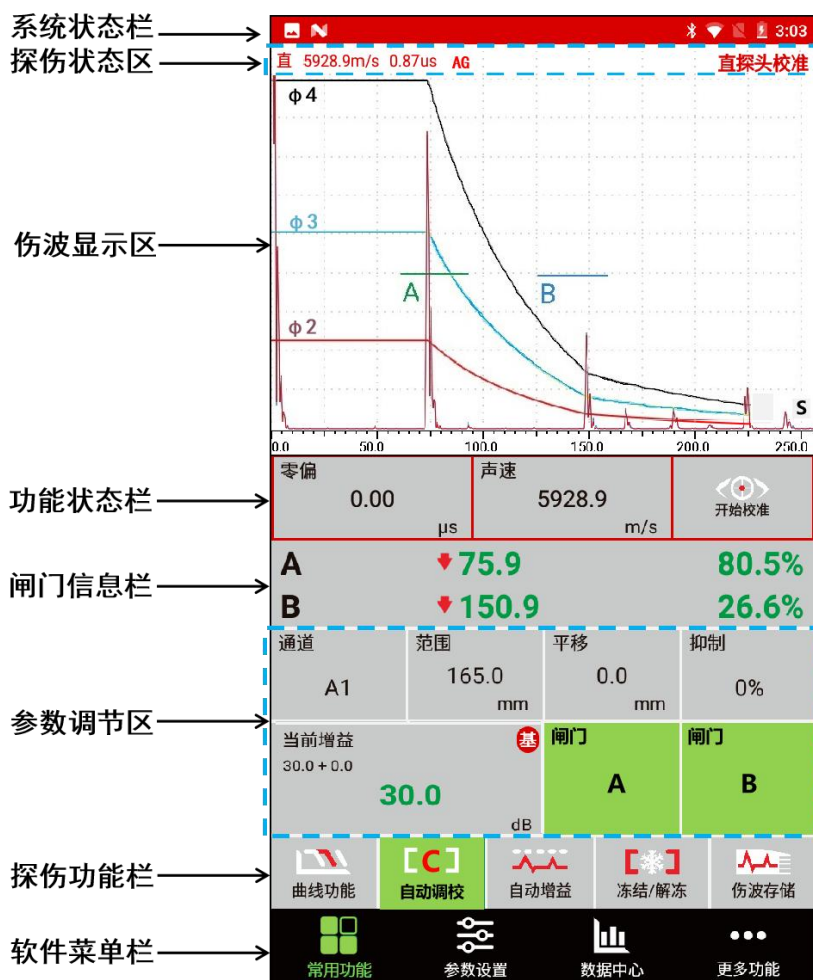 系统状态栏
3:03
探伤状态区
直 5928.9m/s 0.87us AG
直探头校准
伤波显示区
φ4
φ3
A
B
φ2
S
0.0 50.0 100.0 150.0 200.0 250.0
功能状态栏
零偏
0.00
μs
声速
5928.9
m/s
开始校准
闸门信息栏
A 75.9 80.5%
B 150.9 26.6%
参数调节区
通道
A1
范围
165.0
mm
平移
0.0
mm
抑制
0%
当前增益
基
30.0 + 0.0
30.0
dB
闸门
A
闸门
B
探伤功能栏
曲线功能
C
自动调校
自动增益
冻结/解冻
伤波存储
软件菜单栏
常用功能
参数设置
数据中心
更多功能